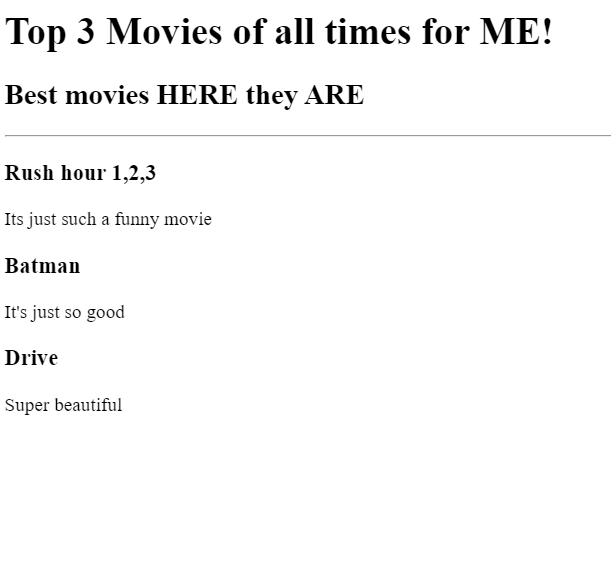 Top 3 Movies of all times for ME!
Best movies HERE they ARE
Rush hour 1,2,3
Its just such a funny movie
Batman
It's just so good
Drive
Super beautiful